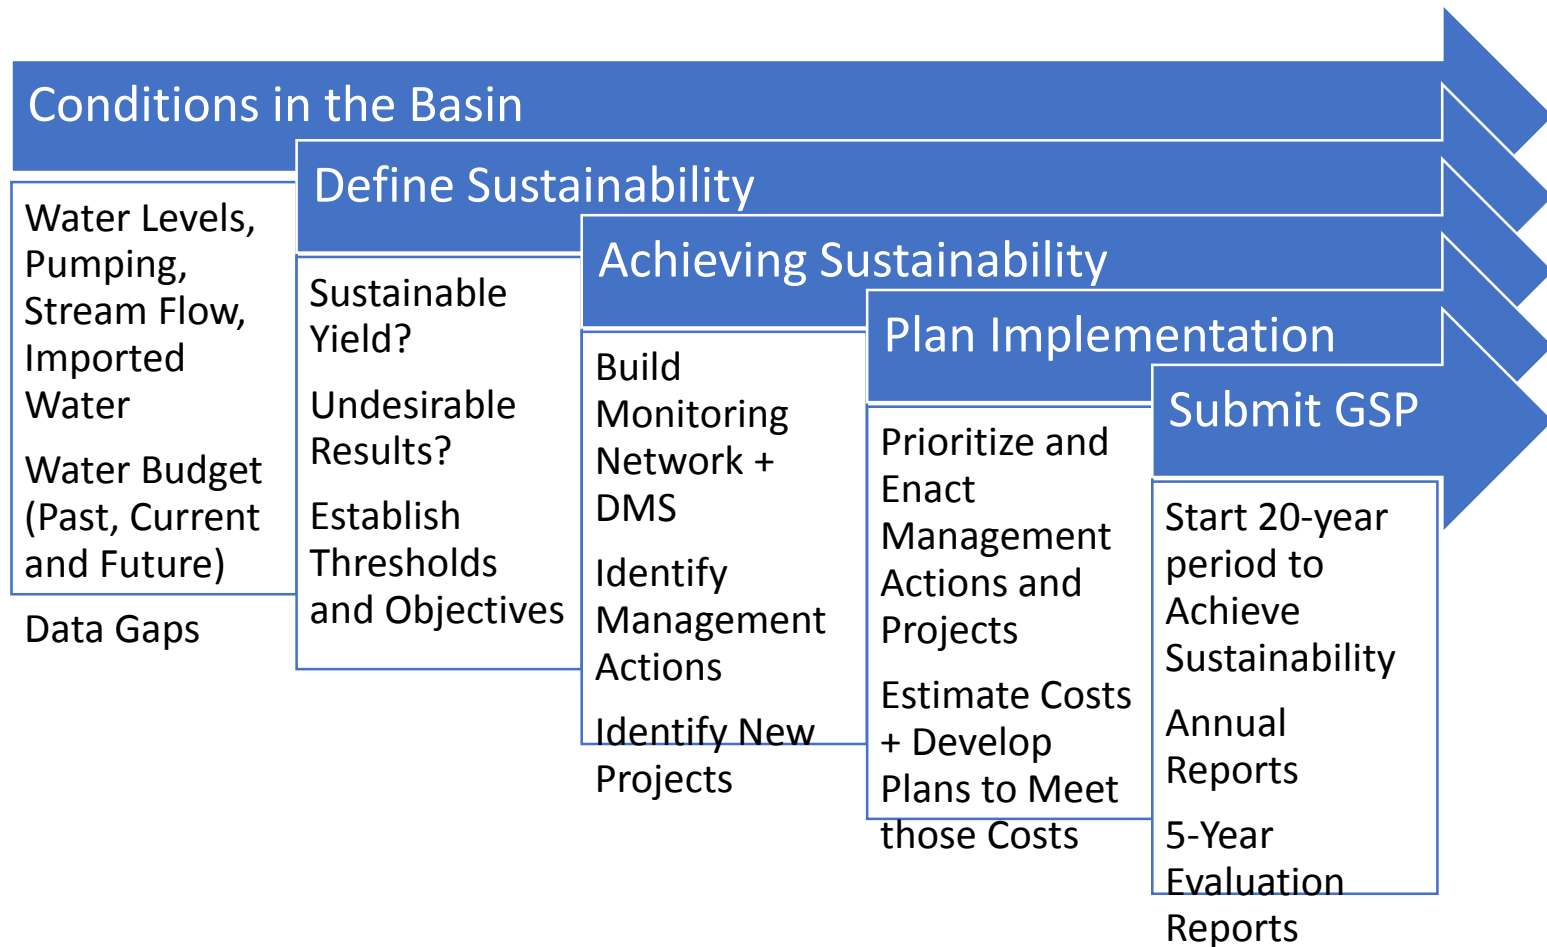 Conditions in the Basin
Water Levels,
Pumping,
Stream Flow,
Imported
Water
Water Budget
(Past, Current
and Future)
Data Gaps
Define Sustainability
Sustainable
Yield?
Undesirable
Results?
Establish
Thresholds
and Objectives
Achieving Sustainability
Build
Monitoring
Network +
DMS
Identify
Management
Actions
Identify New
Projects
Plan Implementation
Prioritize and
Enact
Management
Actions and
Projects
Estimate Costs
+ Develop
Plans to Meet
those Costs
Submit GSP
Start 20-year
period to
Achieve
Sustainability
Annual
Reports
5-Year
Evaluation
Reports